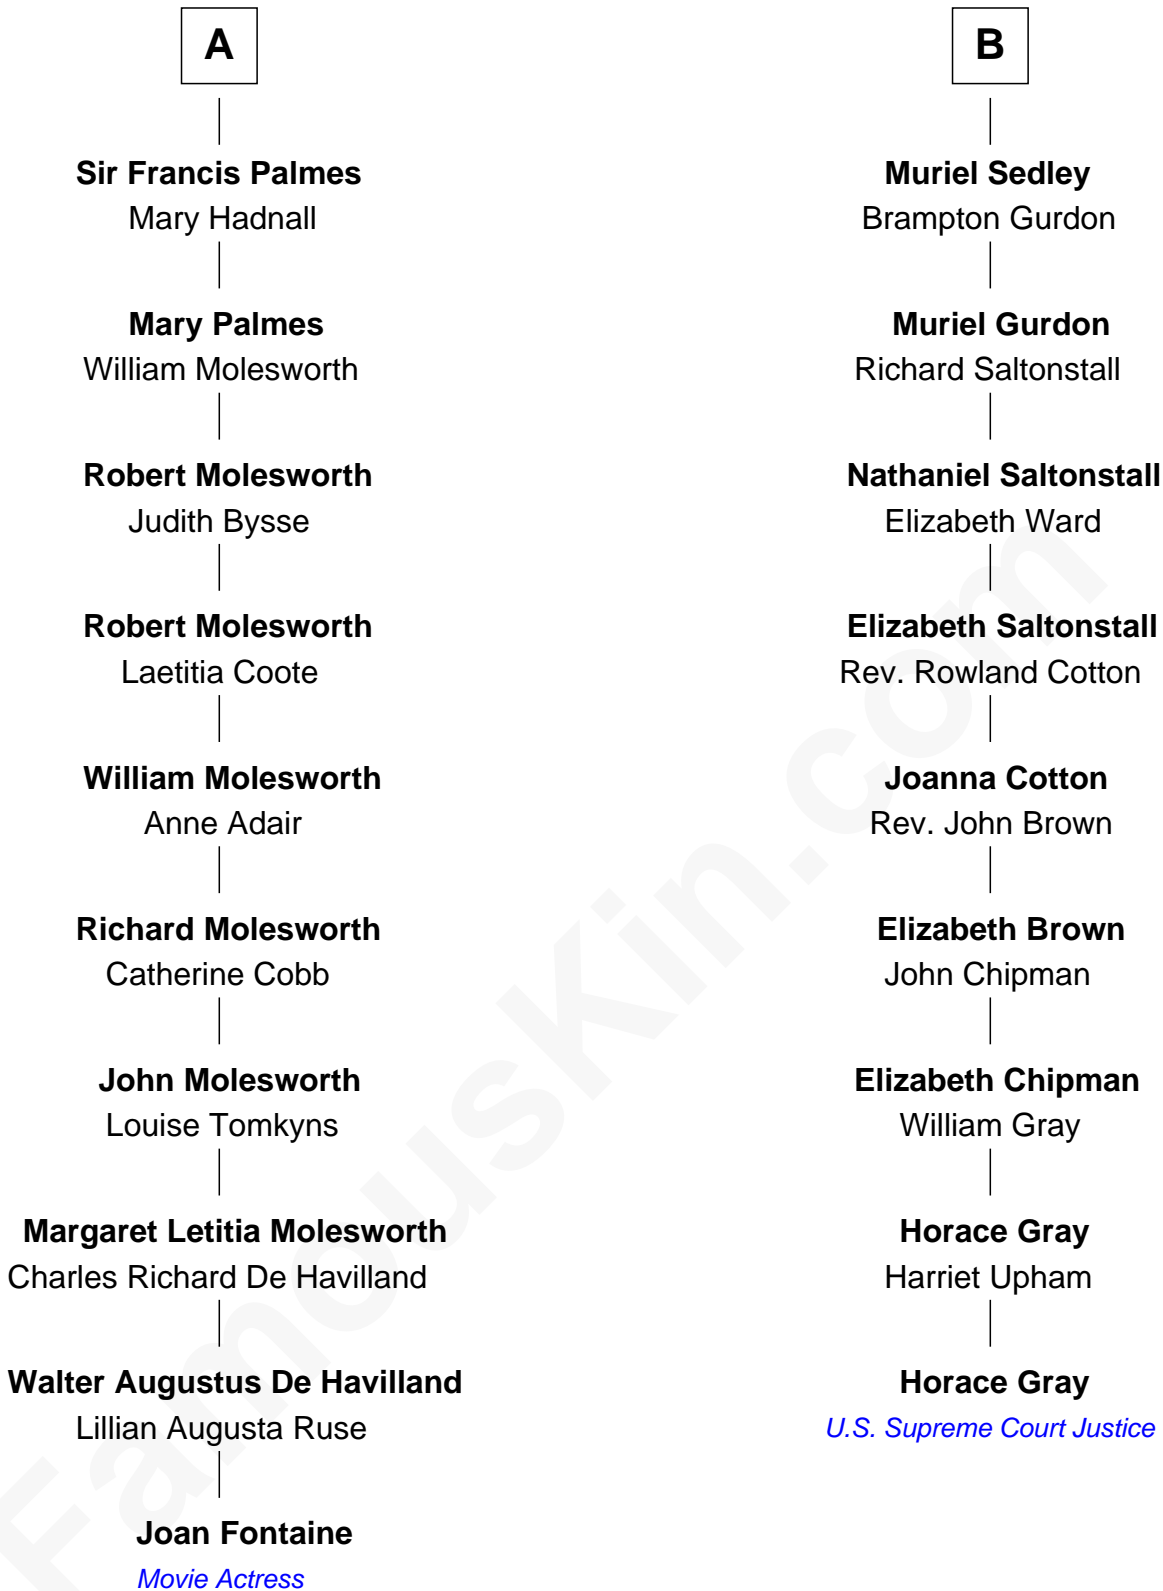 A
Sir Francis Palmes
Mary Hadnall
Mary Palmes
William Molesworth
Robert Molesworth
Judith Bysse
Robert Molesworth
Laetitia Coote
William Molesworth
Anne Adair
Richard Molesworth
Catherine Cobb
John Molesworth
Louise Tomkyns
Margaret Letitia Molesworth
Charles Richard De Havilland
Walter Augustus De Havilland
Lillian Augusta Ruse
Joan Fontaine
Movie Actress
B
Muriel Sedley
Brampton Gurdon
Muriel Gurdon
Richard Saltonstall
Nathaniel Saltonstall
Elizabeth Ward
Elizabeth Saltonstall
Rev. Rowland Cotton
Joanna Cotton
Rev. John Brown
Elizabeth Brown
John Chipman
Elizabeth Chipman
William Gray
Horace Gray
Harriet Upham
Horace Gray
U.S. Supreme Court Justice
FamousKin.com